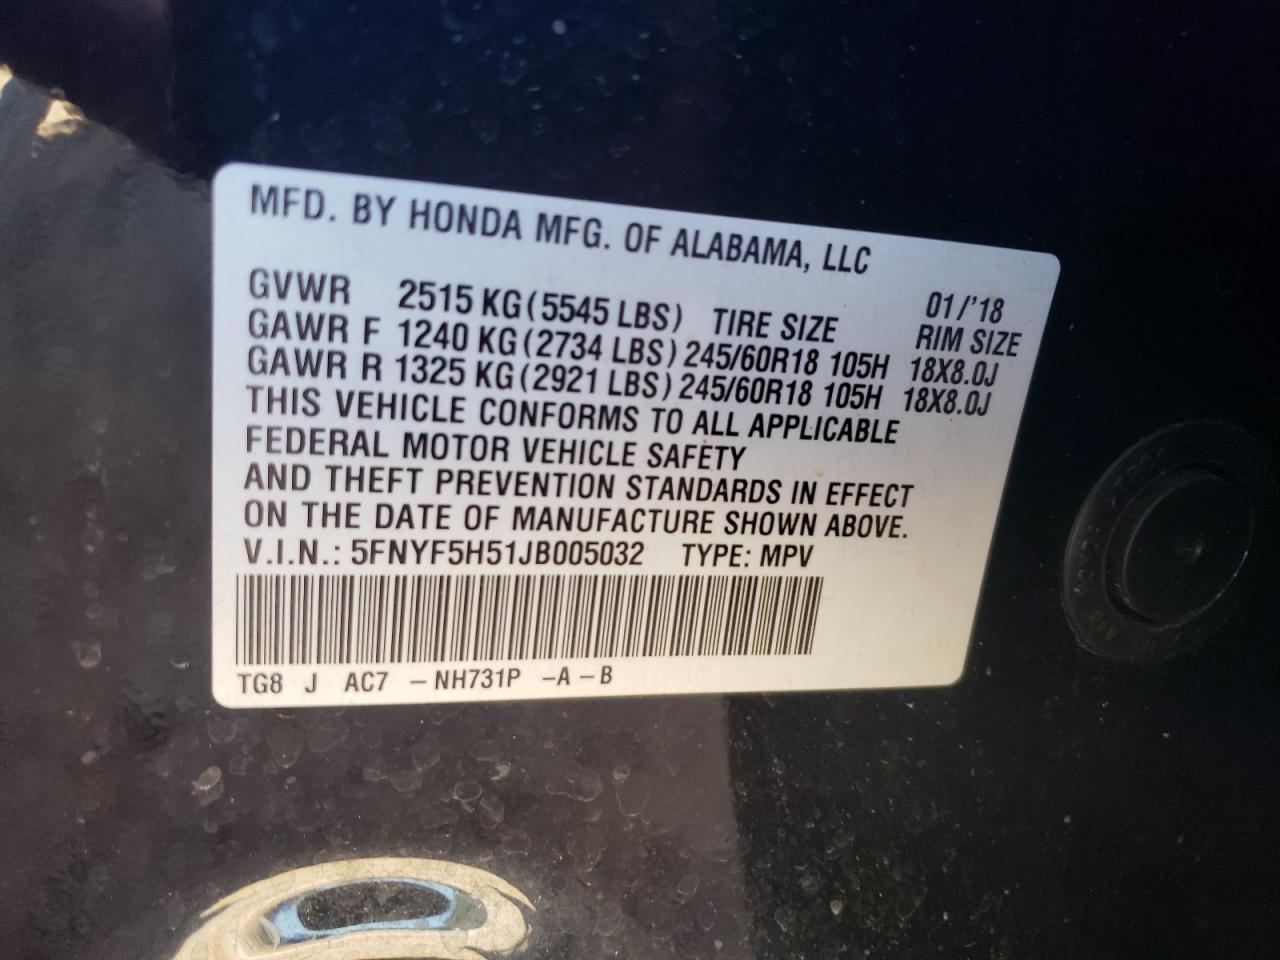 MFD. BY HONDA MFG. OF ALABAMA, LLC
01/'18
GVWR 2515 KG (5545 LBS) TIRE SIZE RIM SIZE
GAWR F 1240 KG (2734 LBS) 245/60R18 105H 18X8.0J
GAWR R 1325 KG (2921 LBS) 245/60R18 105H 18X8.0J
THIS VEHICLE CONFORMS TO ALL APPLICABLE
FEDERAL MOTOR VEHICLE SAFETY
AND THEFT PREVENTION STANDARDS IN EFFECT
ON THE DATE OF MANUFACTURE SHOWN ABOVE.
V.I.N.: 5FNYF5H51JB005032 TYPE: MPV
TG8 J AC7 – NH731P –A – B